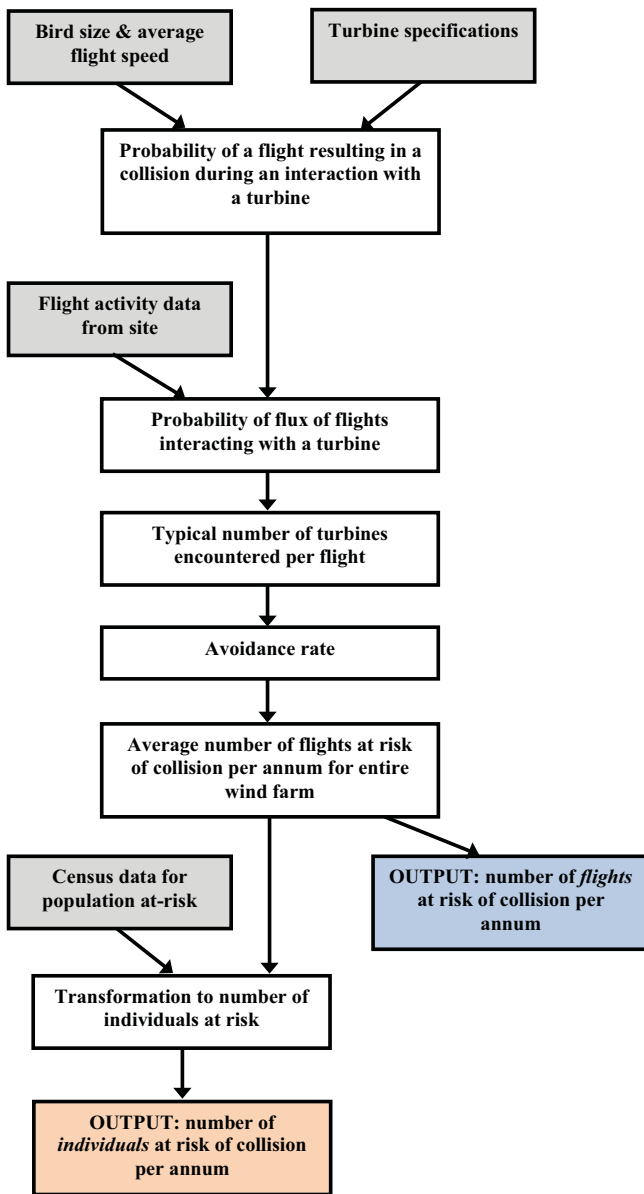 Bird size & average
flight speed
Turbine specifications
Probability of a flight resulting in a
collision during an interaction with
a turbine
Flight activity data
from site
Probability of flux of flights
interacting with a turbine
Typical number of turbines
encountered per flight
Avoidance rate
Average number of flights at risk
of collision per annum for entire
wind farm
Census data for
population at-risk
OUTPUT: number of flights
at risk of collision per
annum
Transformation to number of
individuals at risk
OUTPUT: number of
individuals at risk of collision
per annum